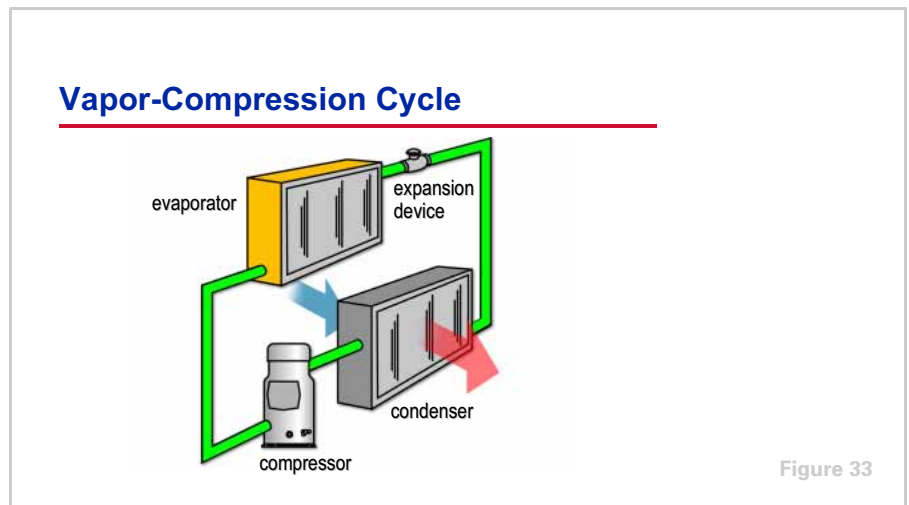 Vapor-Compression Cycle
expansion
device
evaporator
condenser
compressor
Figure 33